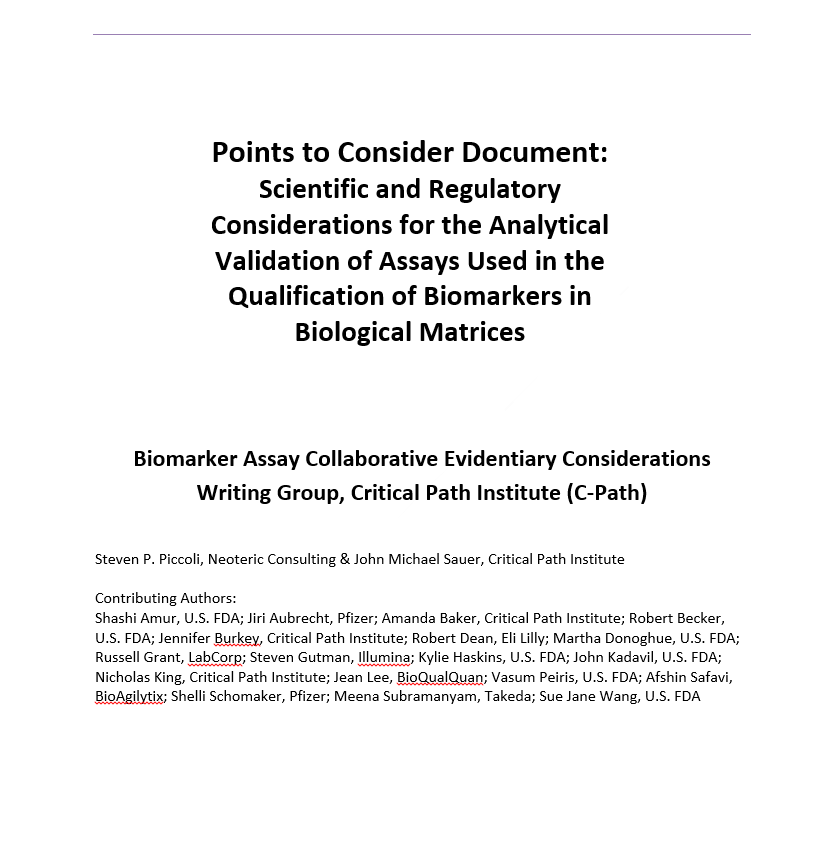 Points to Consider Document:
Scientific and Regulatory
Considerations for the Analytical
Validation of Assays Used in the
Qualification of Biomarkers in
Biological Matrices
Biomarker Assay Collaborative Evidentiary Considerations
Writing Group, Critical Path Institute (C-Path)
Steven P. Piccoli, Neoteric Consulting & John Michael Sauer, Critical Path Institute
Contributing Authors:
Shashi Amur, U.S. FDA; Jiri Aubrecht, Pfizer; Amanda Baker, Critical Path Institute; Robert Becker,
U.S. FDA; Jennifer Burkey, Critical Path Institute; Robert Dean, Eli Lilly; Martha Donoghue, U.S. FDA;
Russell Grant, LabCorp; Steven Gutman, Illumina; Kylie Haskins, U.S. FDA; John Kadavil, U.S. FDA;
Nicholas King, Critical Path Institute; Jean Lee, BioQualQuan; Vasum Peiris, U.S. FDA; Afshin Safavi,
BioAgilytix; Shelli Schomaker, Pfizer; Meena Subramanyam, Takeda; Sue Jane Wang, U.S. FDA